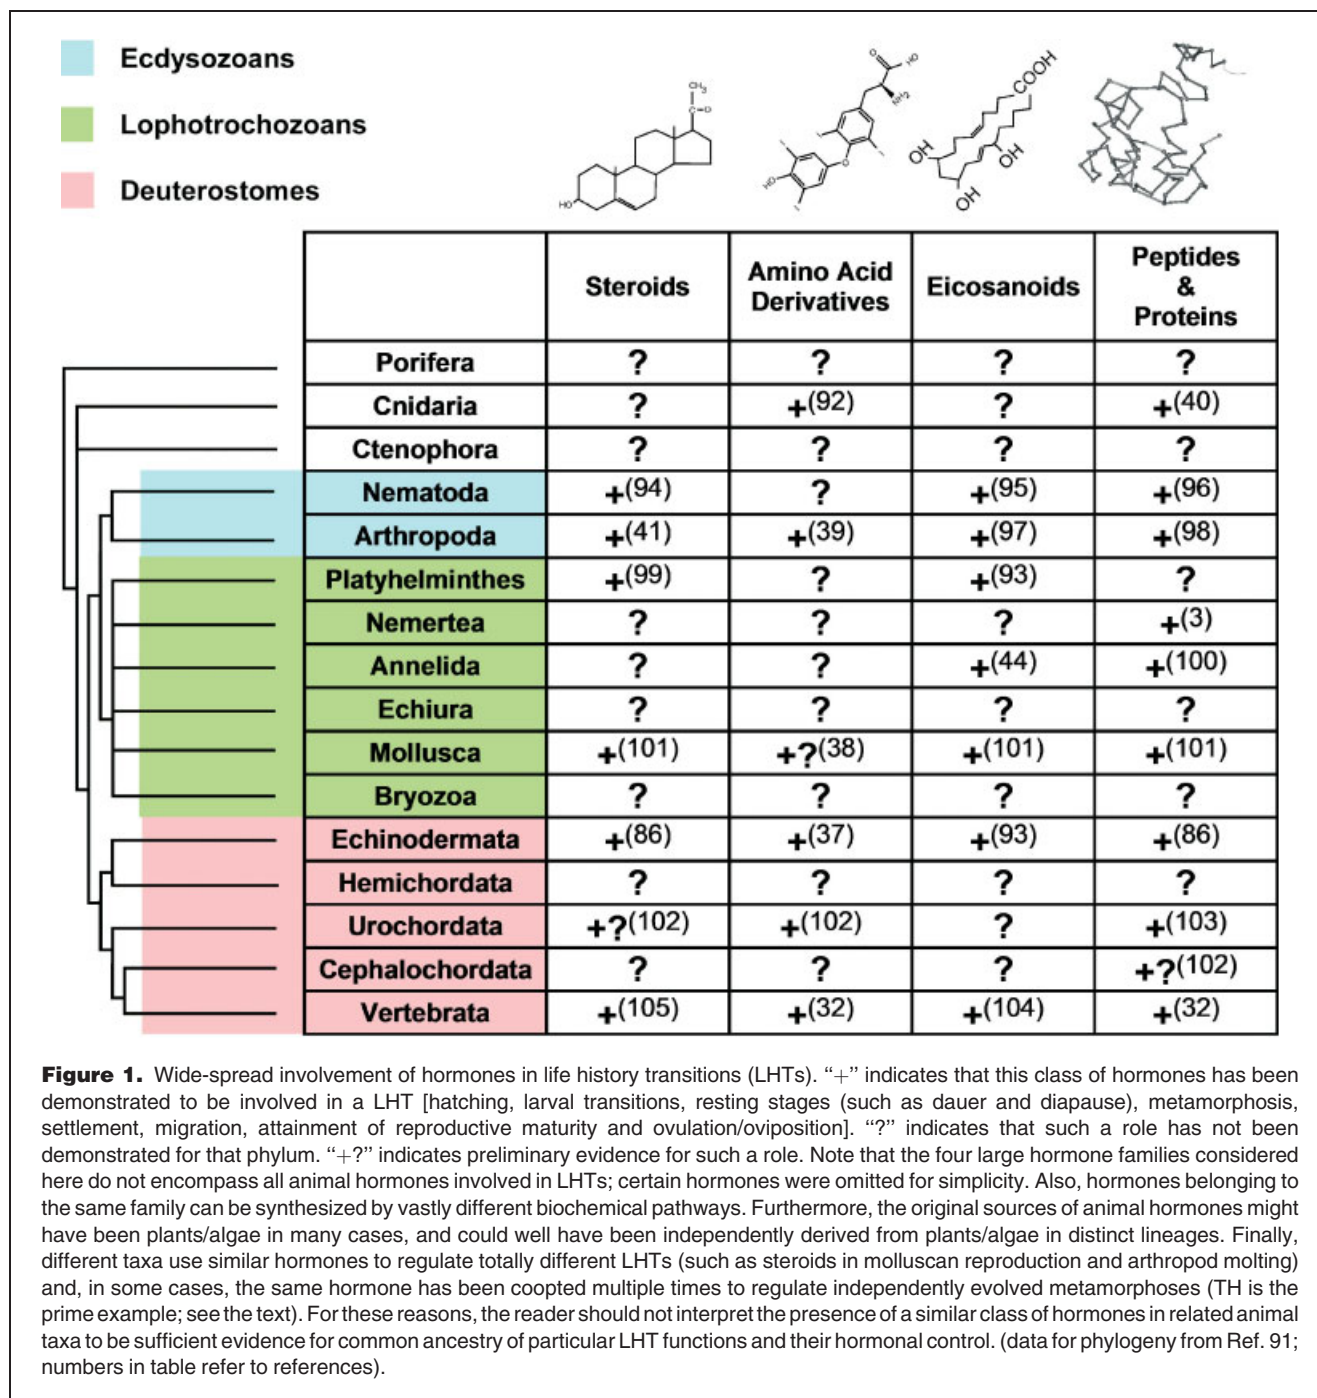 Ecdysozoans
Lophotrochozoans
Deuterostomes
CH3
C=O
HO
O
HO
NH2
I
I
O
I
HO
I
COOH
OH
OH
OH
Steroids
Amino Acid
Derivatives
Eicosanoids
Peptides
&
Proteins
Porifera ? ? ? ?
Cnidaria ? +(92) ? +(40)
Ctenophora ? ? ? ?
Nematoda +(94) ? +(95) +(96)
Arthropoda +(41) +(39) +(97) +(98)
Platyhelminthes +(99) ? +(93) ?
Nemertea ? ? ? +(3)
Annelida ? ? +(44) +(100)
Echiura ? ? ? ?
Mollusca +(101) +?(38) +(101) +(101)
Bryozoa ? ? ? ?
Echinodermata +(86) +(37) +(93) +(86)
Hemichordata ? ? ? ?
Urochordata +?(102) +(102) ? +(103)
Cephalochordata ? ? ? +?(102)
Vertebrata +(105) +(32) +(104) +(32)
Figure 1. Wide-spread involvement of hormones in life history transitions (LHTs). “+” indicates that this class of hormones has been
demonstrated to be involved in a LHT [hatching, larval transitions, resting stages (such as dauer and diapause), metamorphosis,
settlement, migration, attainment of reproductive maturity and ovulation/oviposition]. “?” indicates that such a role has not been
demonstrated for that phylum. “+?” indicates preliminary evidence for such a role. Note that the four large hormone families considered
here do not encompass all animal hormones involved in LHTs; certain hormones were omitted for simplicity. Also, hormones belonging to
the same family can be synthesized by vastly different biochemical pathways. Furthermore, the original sources of animal hormones might
have been plants/algae in many cases, and could well have been independently derived from plants/algae in distinct lineages. Finally,
different taxa use similar hormones to regulate totally different LHTs (such as steroids in molluscan reproduction and arthropod molting)
and, in some cases, the same hormone has been coopted multiple times to regulate independently evolved metamorphoses (TH is the
prime example; see the text). For these reasons, the reader should not interpret the presence of a similar class of hormones in related animal
taxa to be sufficient evidence for common ancestry of particular LHT functions and their hormonal control. (data for phylogeny from Ref. 91;
numbers in table refer to references).